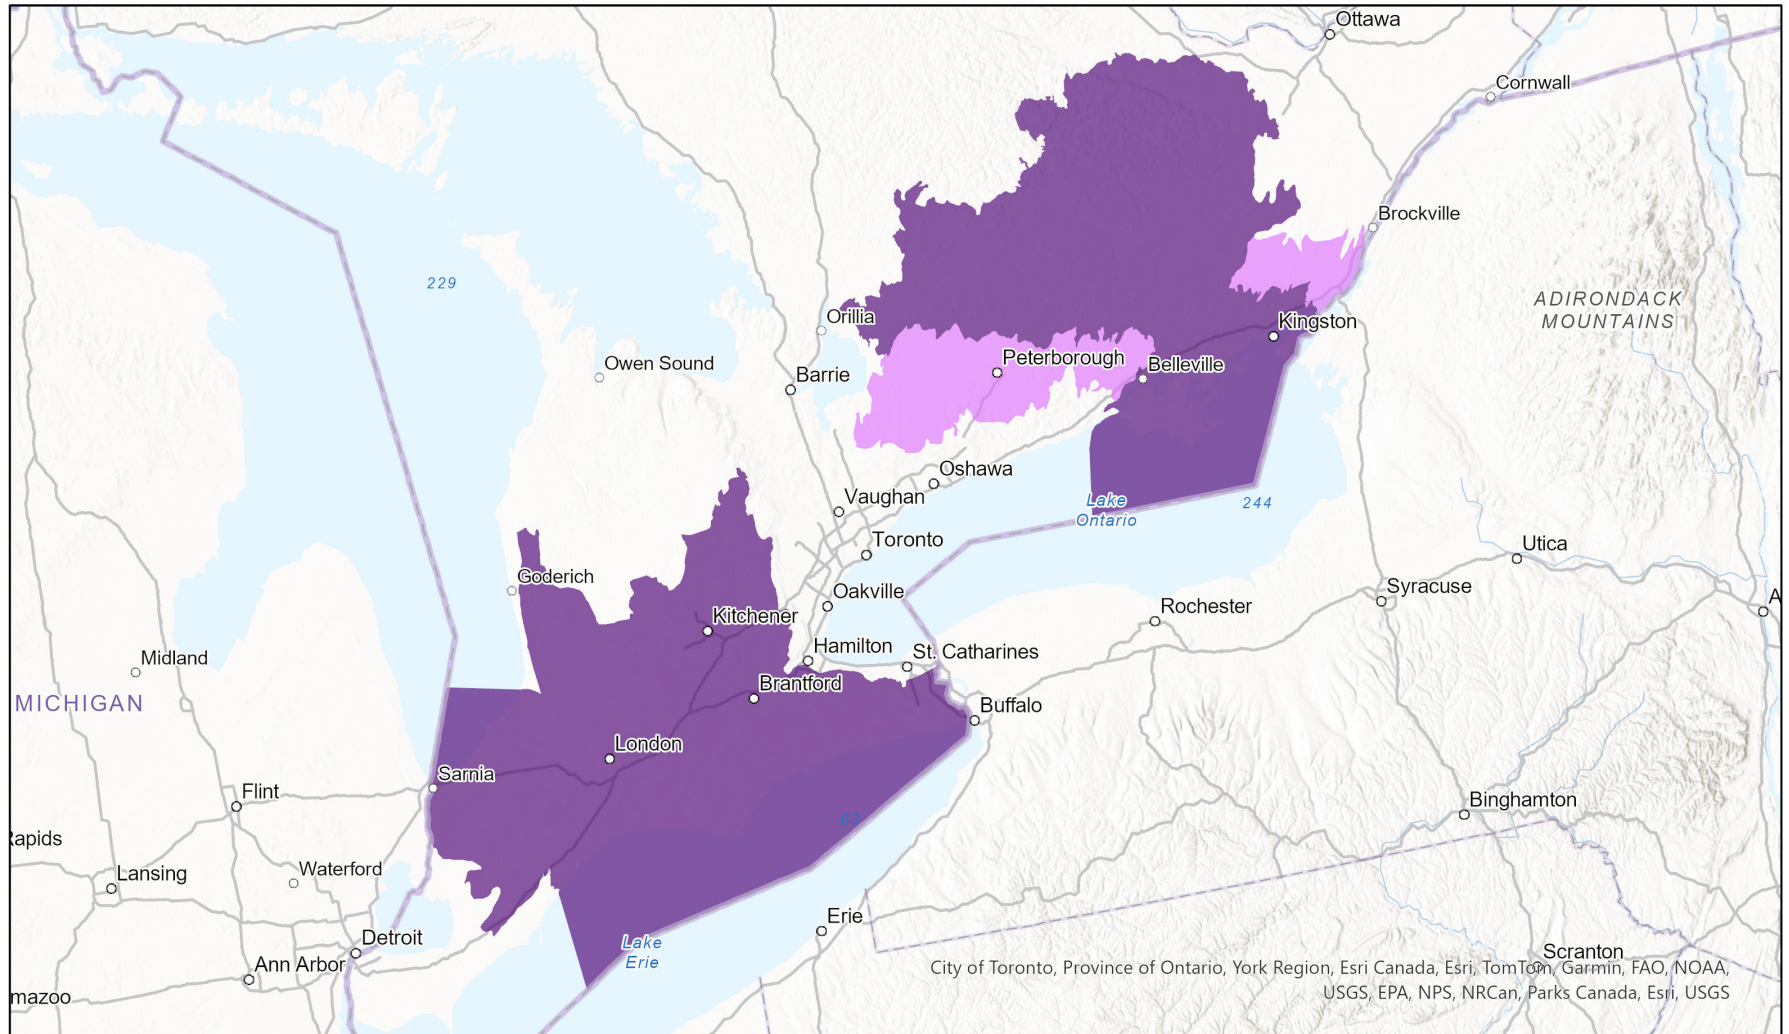 Ottawa
Cornwall
Brockville
229
ADIRONDACK
MOUNTAINS
Orillia
Kingston
Owen Sound
Peterborough
Belleville
Barrie
Oshawa
Vaughan
Lake
Ontario
244
Toronto
Utica
Goderich
Oakville
Syracuse
A
Rochester
Kitchener
Hamilton
St. Catharines
Midland
Brantford
MICHIGAN
Buffalo
London
Sarnia
Flint
Binghamton
Rapids
Lansing
Waterford
Erie
Detroit
Lake
Erie
Scranton
Ann Arbor
City of Toronto, Province of Ontario, York Region, Esri Canada, Esri, TomTom, Garmin, FAO, NOAA,
USGS, EPA, NPS, NRCan, Parks Canada, Esri, USGS
mazoo